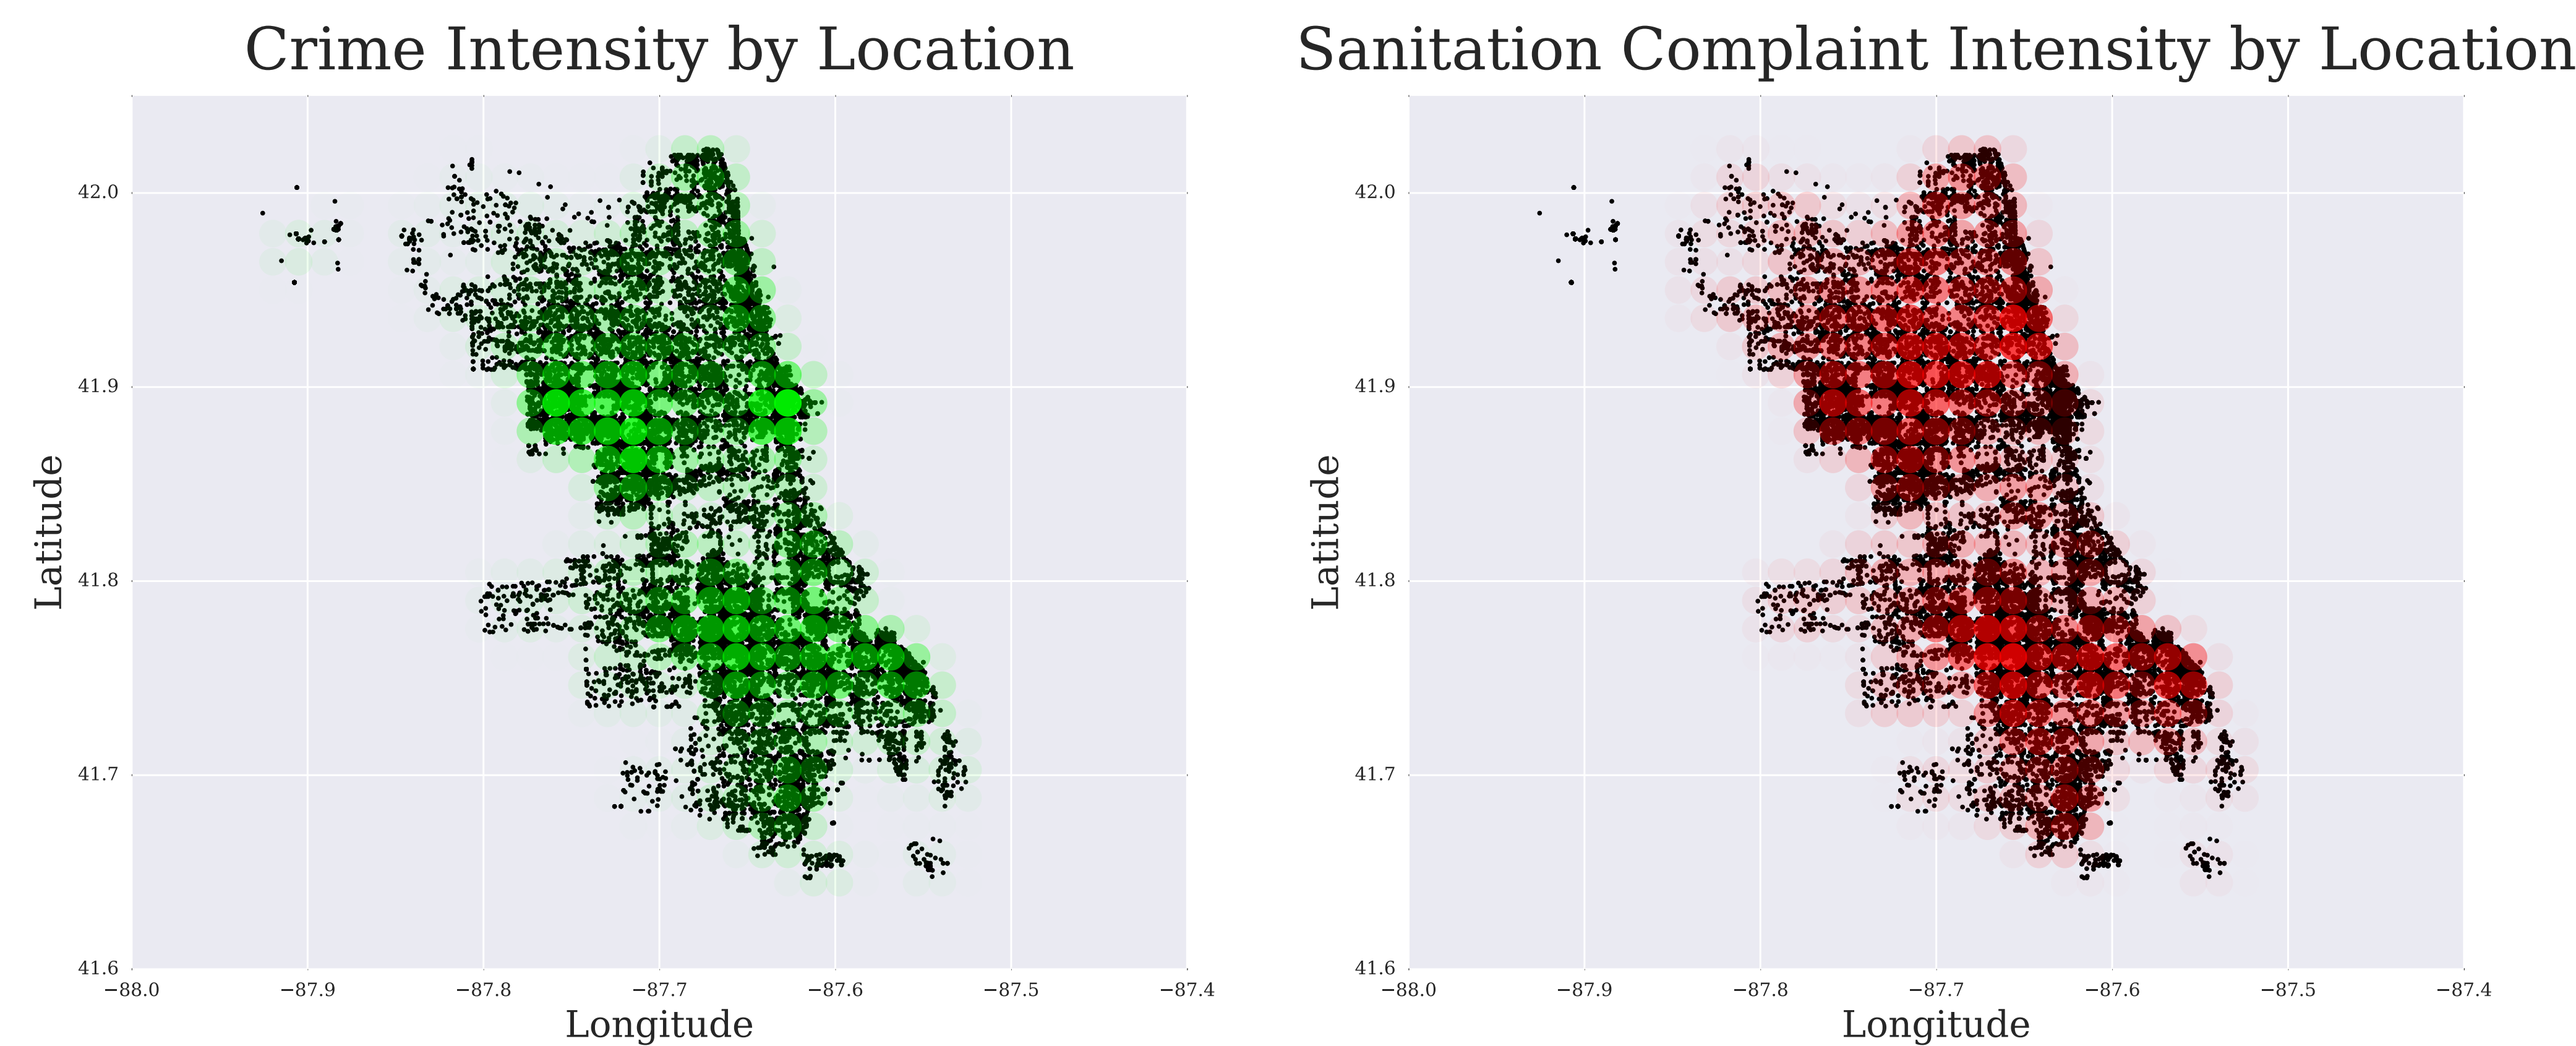 Crime Intensity by Location
Sanitation Complaint Intensity by Location
Latitude
42.0
41.9
41.8
41.7
41.6
−88.0 −87.9 −87.8 −87.7 −87.6 −87.5 −87.4
Longitude
Latitude
42.0
41.9
41.8
41.7
41.6
−88.0 −87.9 −87.8 −87.7 −87.6 −87.5 −87.4
Longitude